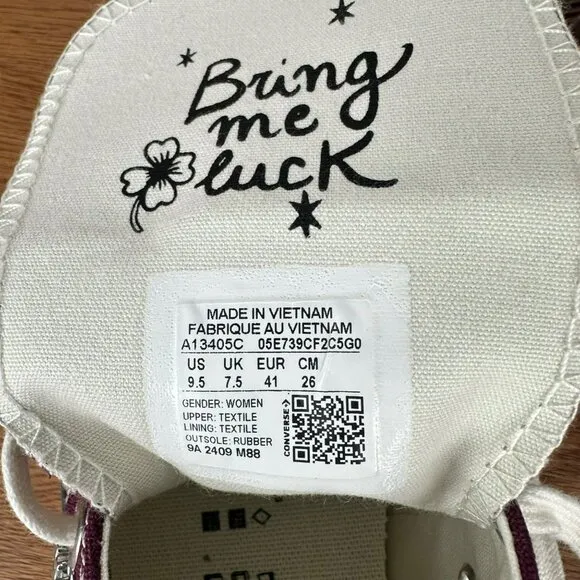 Bring
me
luck
MADE IN VIETNAM
FABRIQUE AU VIETNAM
A13405C 05E739CF2C5G0
US UK EUR CM
9.5 7.5 41 26
GENDER: WOMEN
UPPER: TEXTILE
LINING: TEXTILE
OUTSOLE: RUBBER
9A 2409 M88
CONVERSE